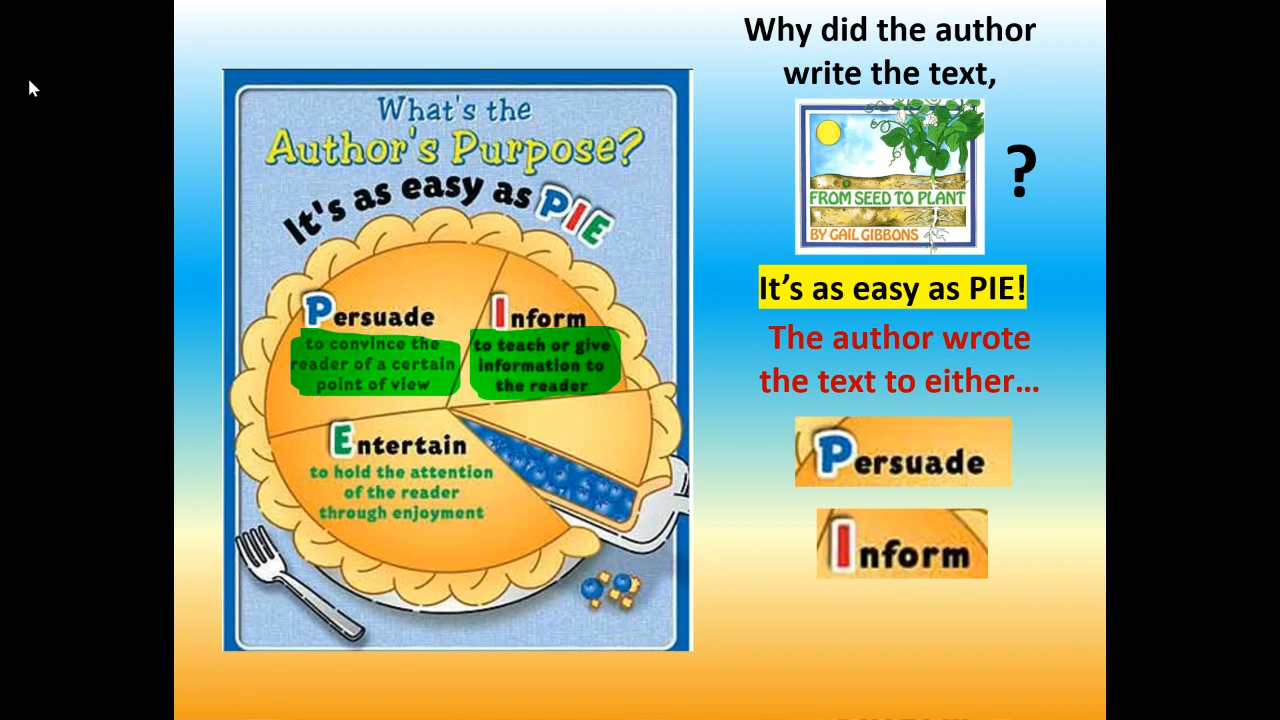 What's the
Author's Purpose?
It's as easy as PIE
Persuade
to convince the
reader of a certain
point of view
Inform
to teach or give
information to
the reader
Entertain
to hold the attention
of the reader
through enjoyment
Why did the author
write the text,
FROM SEED TO PLANT
BY GAIL GIBBONS
?
It's as easy as PIE!
The author wrote
the text to either…
Persuade
Inform